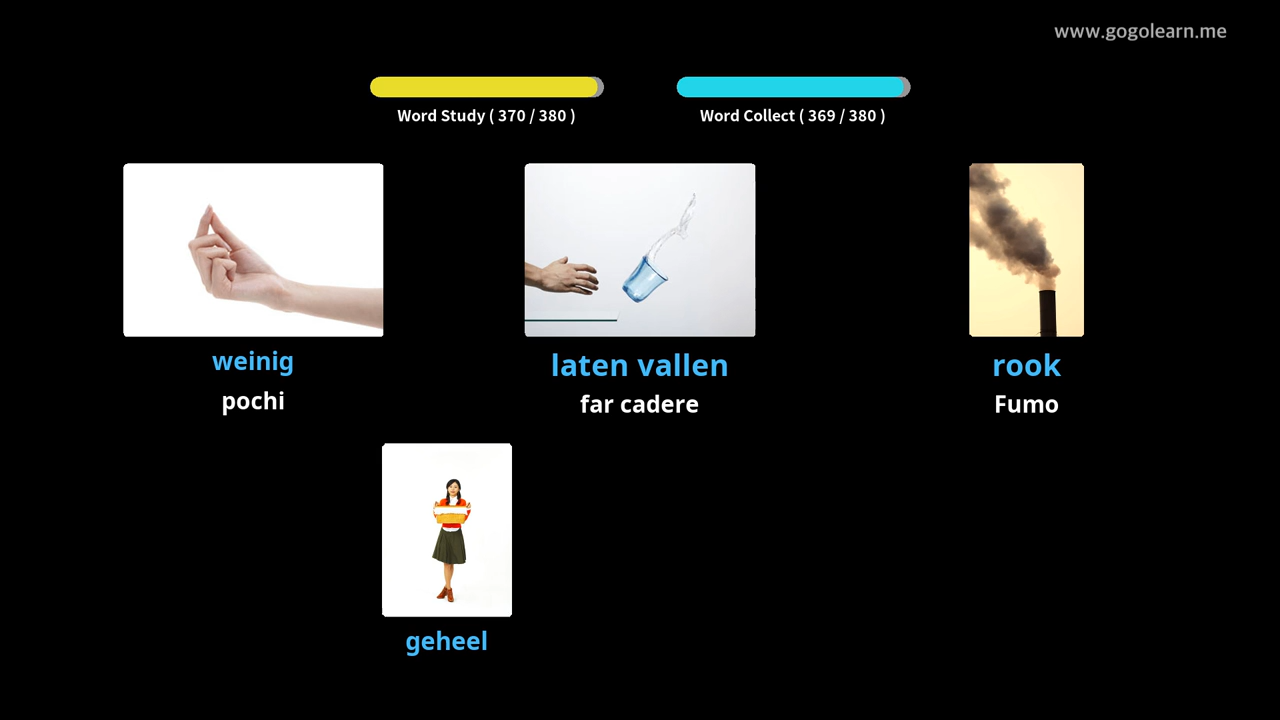 www.gogolearn.me
Word Study ( 370 / 380 )
Word Collect ( 369 / 380 )
weinig
pochi
laten vallen
far cadere
rook
Fumo
geheel